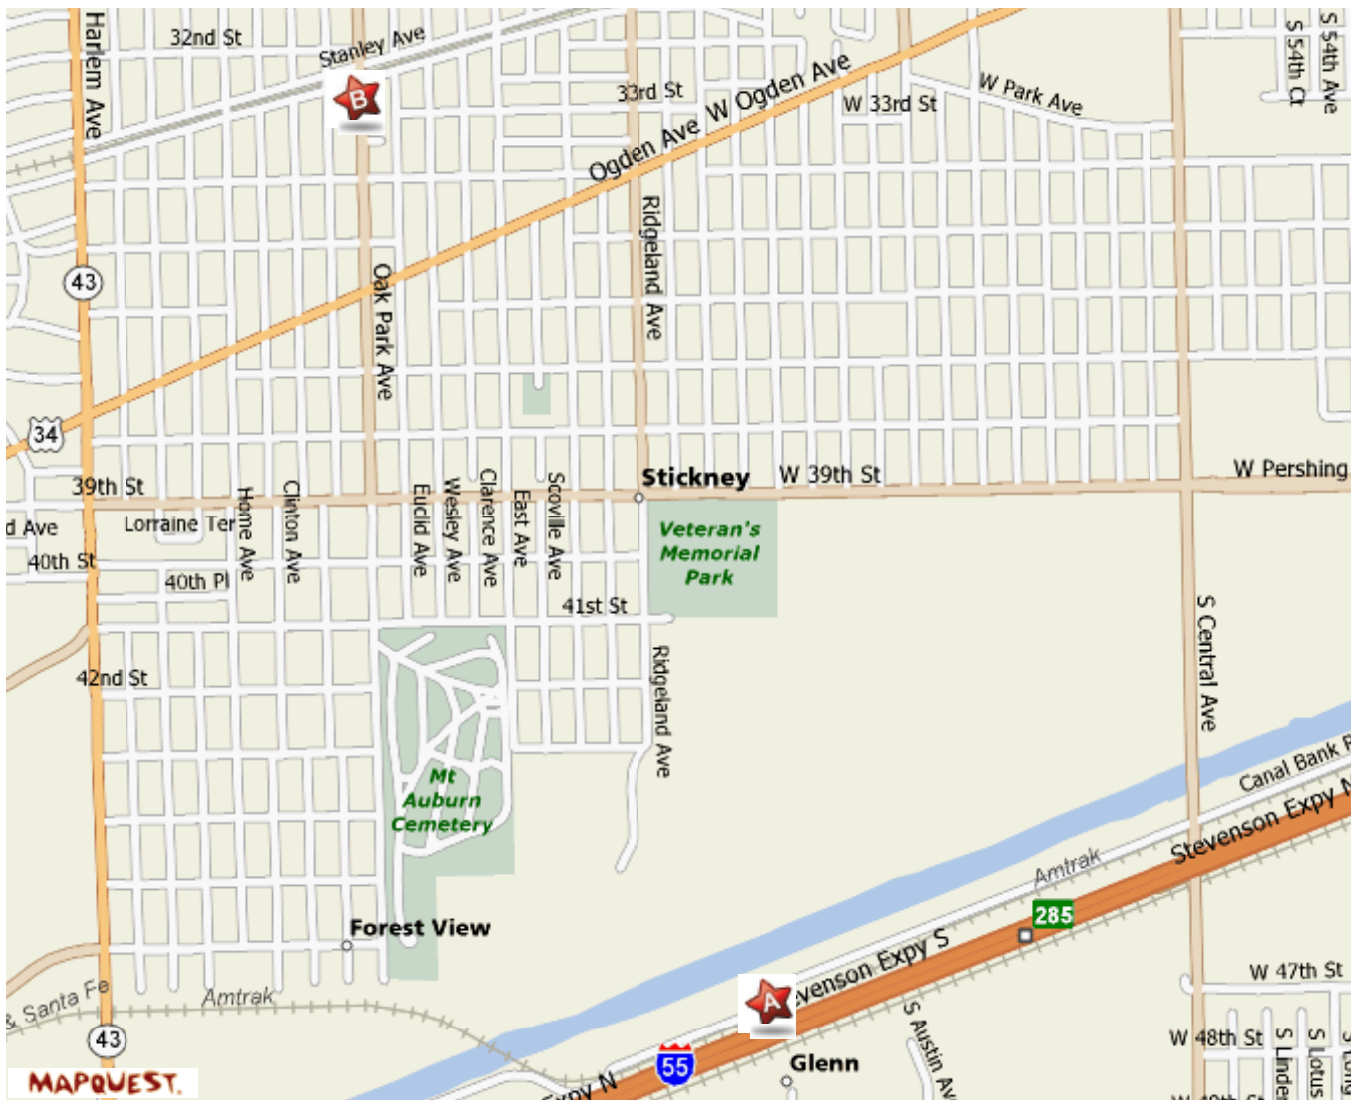 32nd St
Stanley Ave
Harlem Ave
B
33rd St
W Ogden Ave
Ogden Ave
W 33rd St
W Park Ave
S 54th Ct
S 54th Ave
43
Oak Park Ave
Ridgeland Ave
34
39th St
Stickney
W 39th St
W Pershing
d Ave
Lorraine Ter
Home Ave
Clinton Ave
Euclid Ave
Wesley Ave
Clarence Ave
East Ave
Scoville Ave
Veteran's
Memorial
Park
40th St
40th Pl
41st St
42nd St
Ridgeland Ave
S Central Ave
Mt
Auburn
Cemetery
Canal Bank
Stevenson Expy N
Amtrak
285
Forest View
evenson Expy S
A
& Santa Fe
Amtrak
43
S Austin Av
W 47th St
W 48th St
S Linder
S Lotus
55
Glenn
Expy N
MAPQUEST.